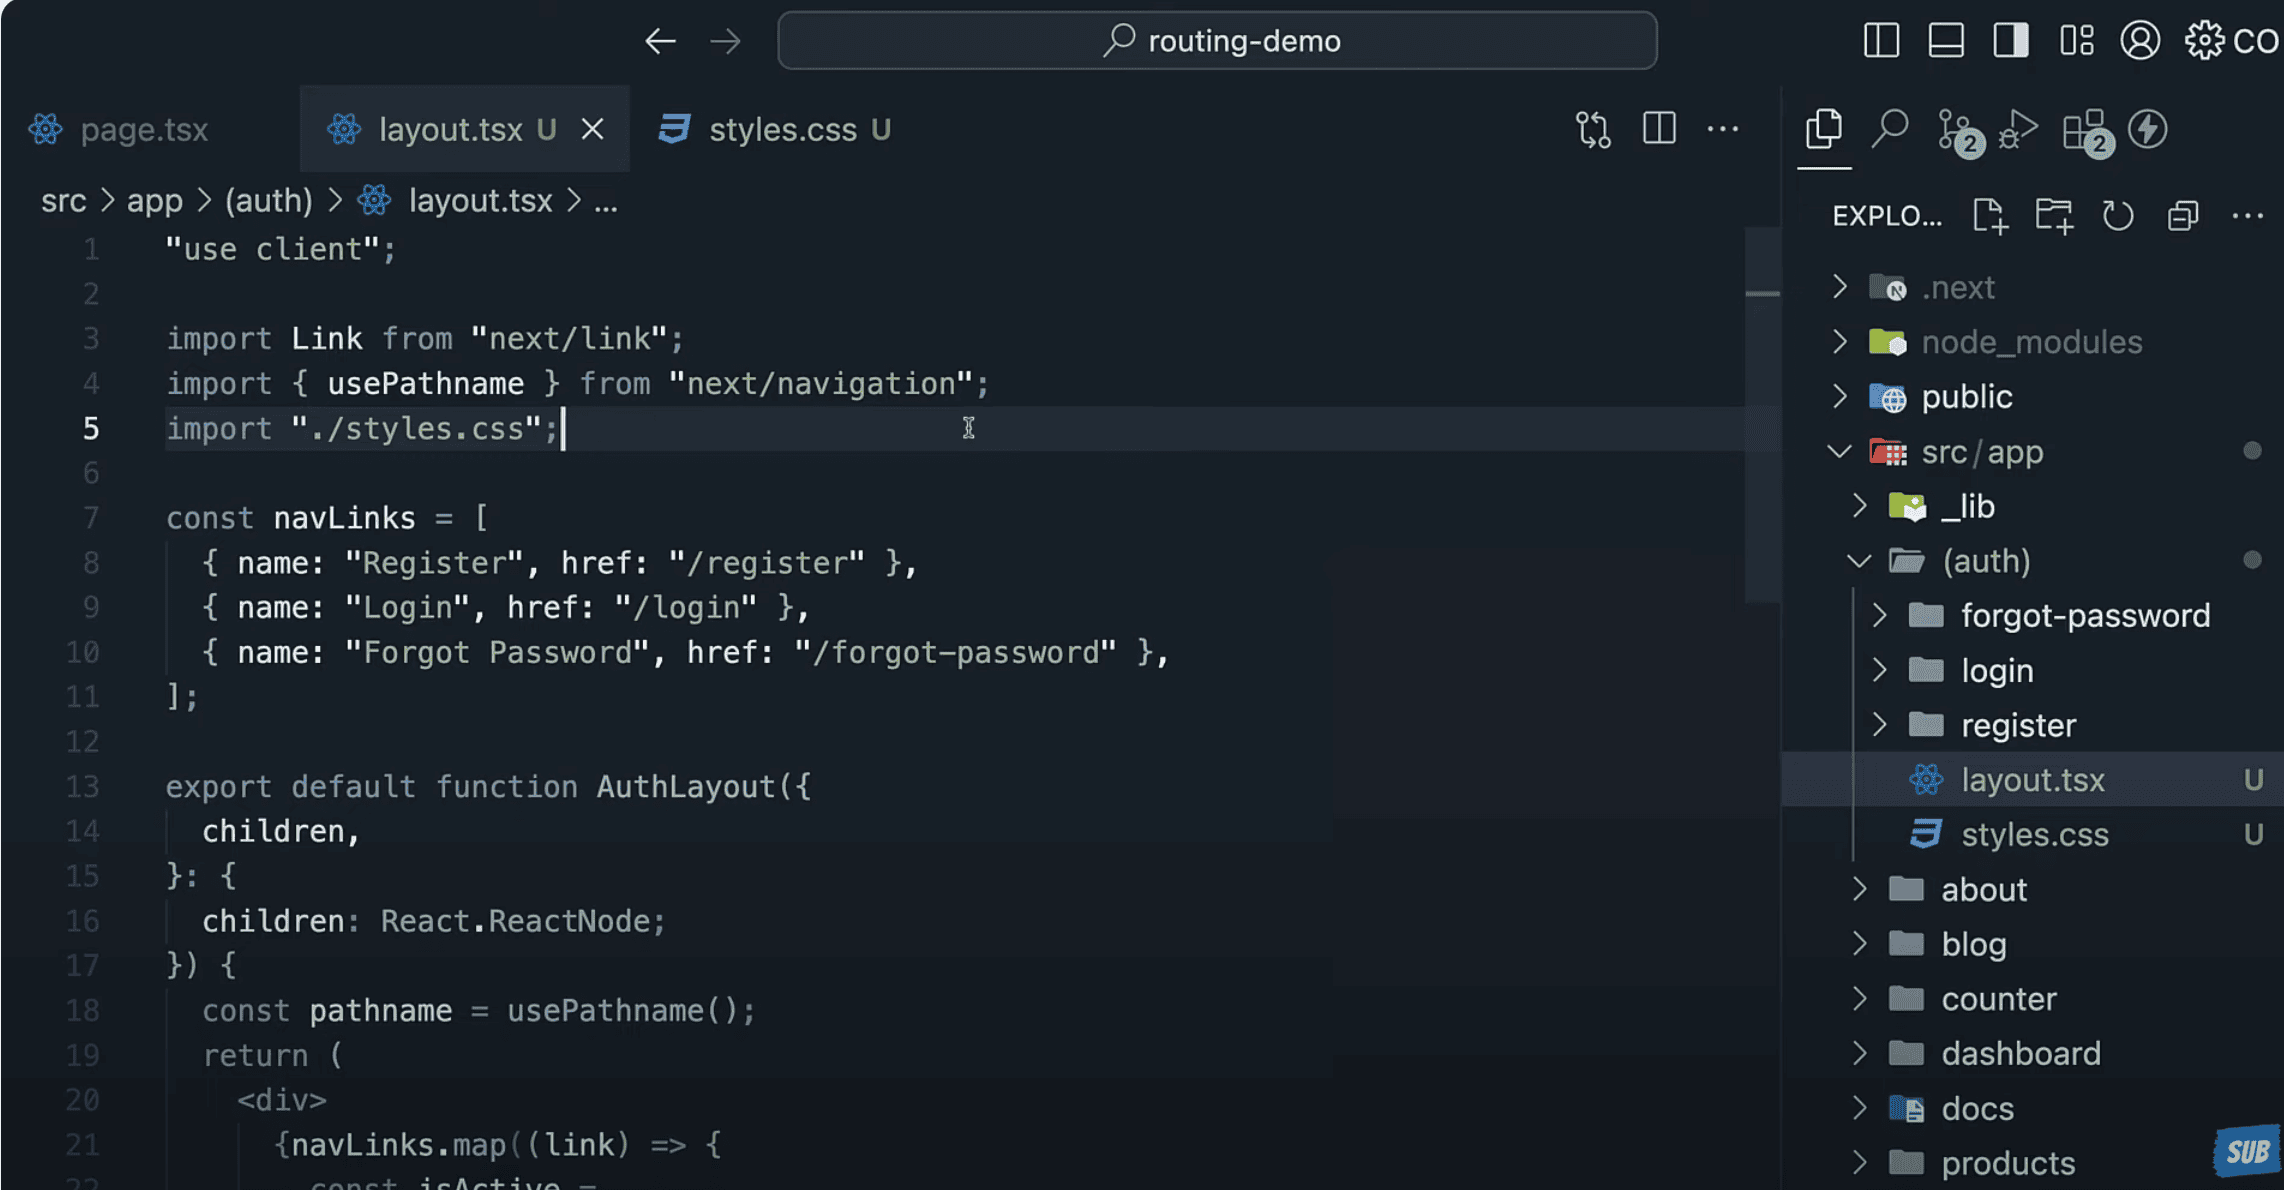 routing-demo
CO
page.tsx
layout.tsx U
styles.css U
2
2
src > app > (auth) > layout.tsx > ...
EXPLO...
1 "use client";
2
3 import Link from "next/link";
4 import { usePathname } from "next/navigation";
5 import "./styles.css";
6
7 const navLinks = [
8 { name: "Register", href: "/register" },
9 { name: "Login", href: "/login" },
10 { name: "Forgot Password", href: "/forgot-password" },
11 ];
12
13 export default function AuthLayout({
14 children,
15 }: {
16 children: React.ReactNode;
17 }) {
18 const pathname = usePathname();
19 return (
20 <div>
21 {navLinks.map((link) => {
22 const isActive =
.next
node_modules
public
src/app
_lib
(auth)
forgot-password
login
register
layout.tsx U
styles.css U
about
blog
counter
dashboard
docs
products
SUB